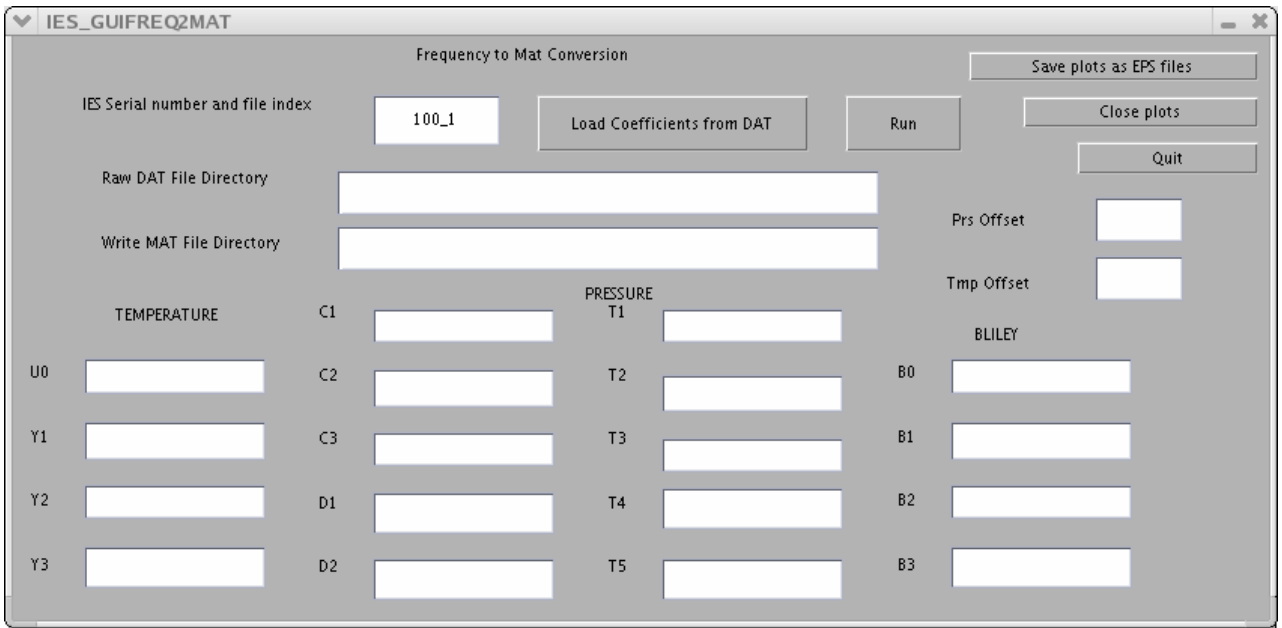 IES_GUIFREQ2MAT
Frequency to Mat Conversion
Save plots as EPS files
IES Serial number and file index
100_1
Load Coefficients from DAT
Run
Close plots
Quit
Raw DAT File Directory
Prs Offset
Write MAT File Directory
Tmp Offset
PRESSURE
TEMPERATURE
C1
T1
BLILEY
U0
C2
T2
B0
Y1
C3
T3
B1
Y2
D1
T4
B2
Y3
D2
T5
B3